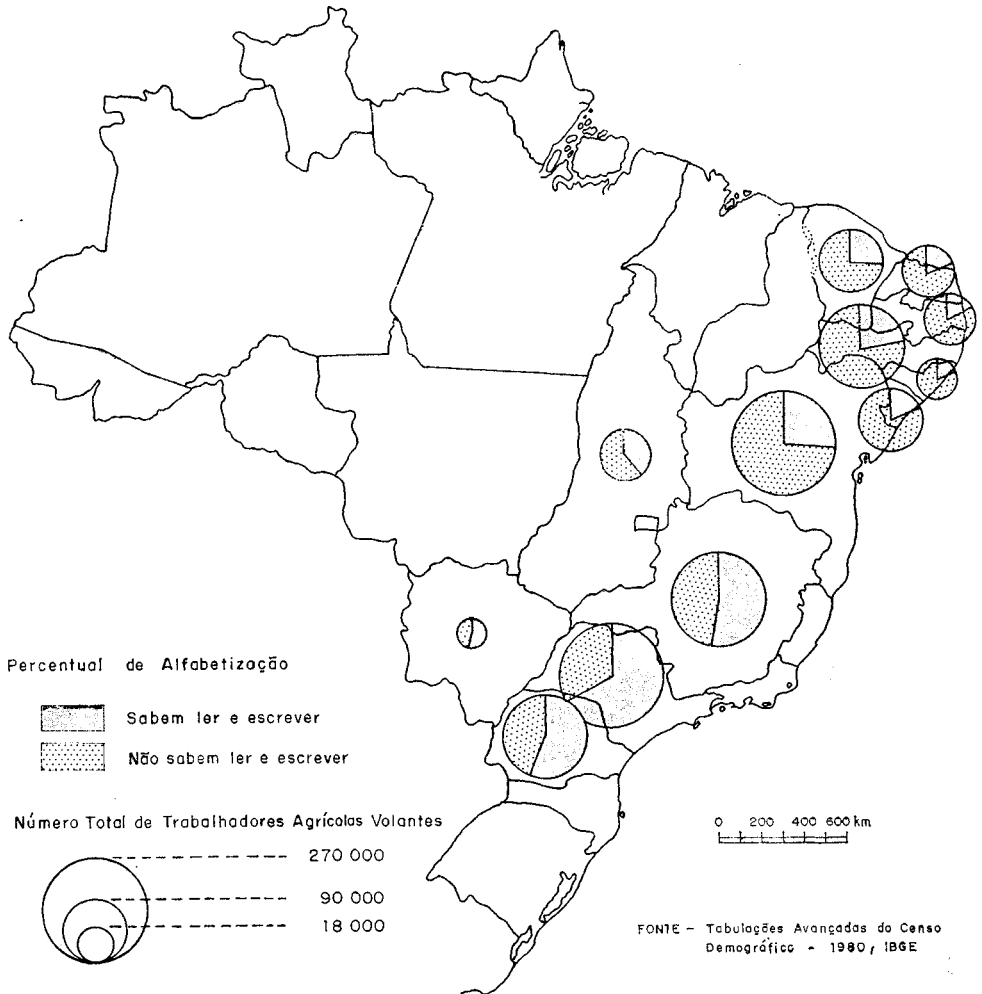 Percentual de Alfabetização
Sabem ler e escrever
Não sabem ler e escrever
Número Total de Trabalhadores Agrícolas Volantes
270 000
90 000
18 000
0 200 400 600 km
FONTE - Tabulações Avançadas do Censo
Demográfico - 1980, IBGE